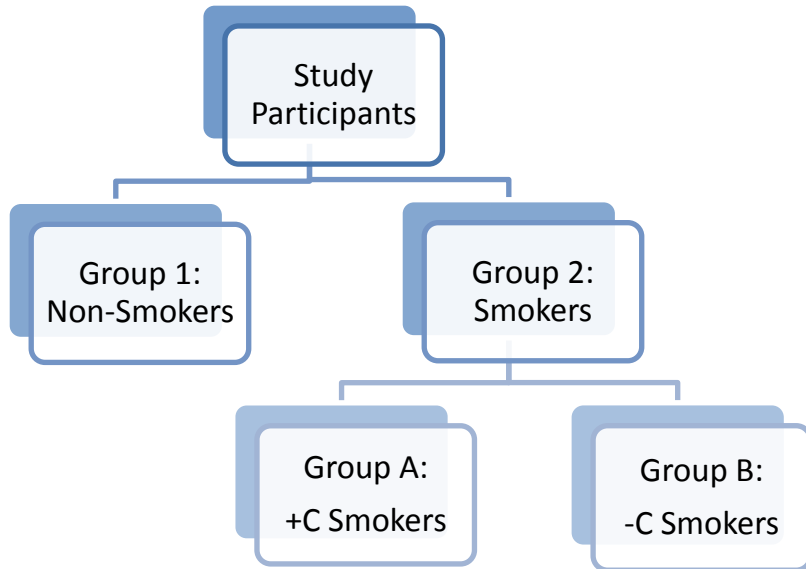 Study
Participants
Group 1:
Non-Smokers
Group 2:
Smokers
Group A:
+C Smokers
Group B:
-C Smokers